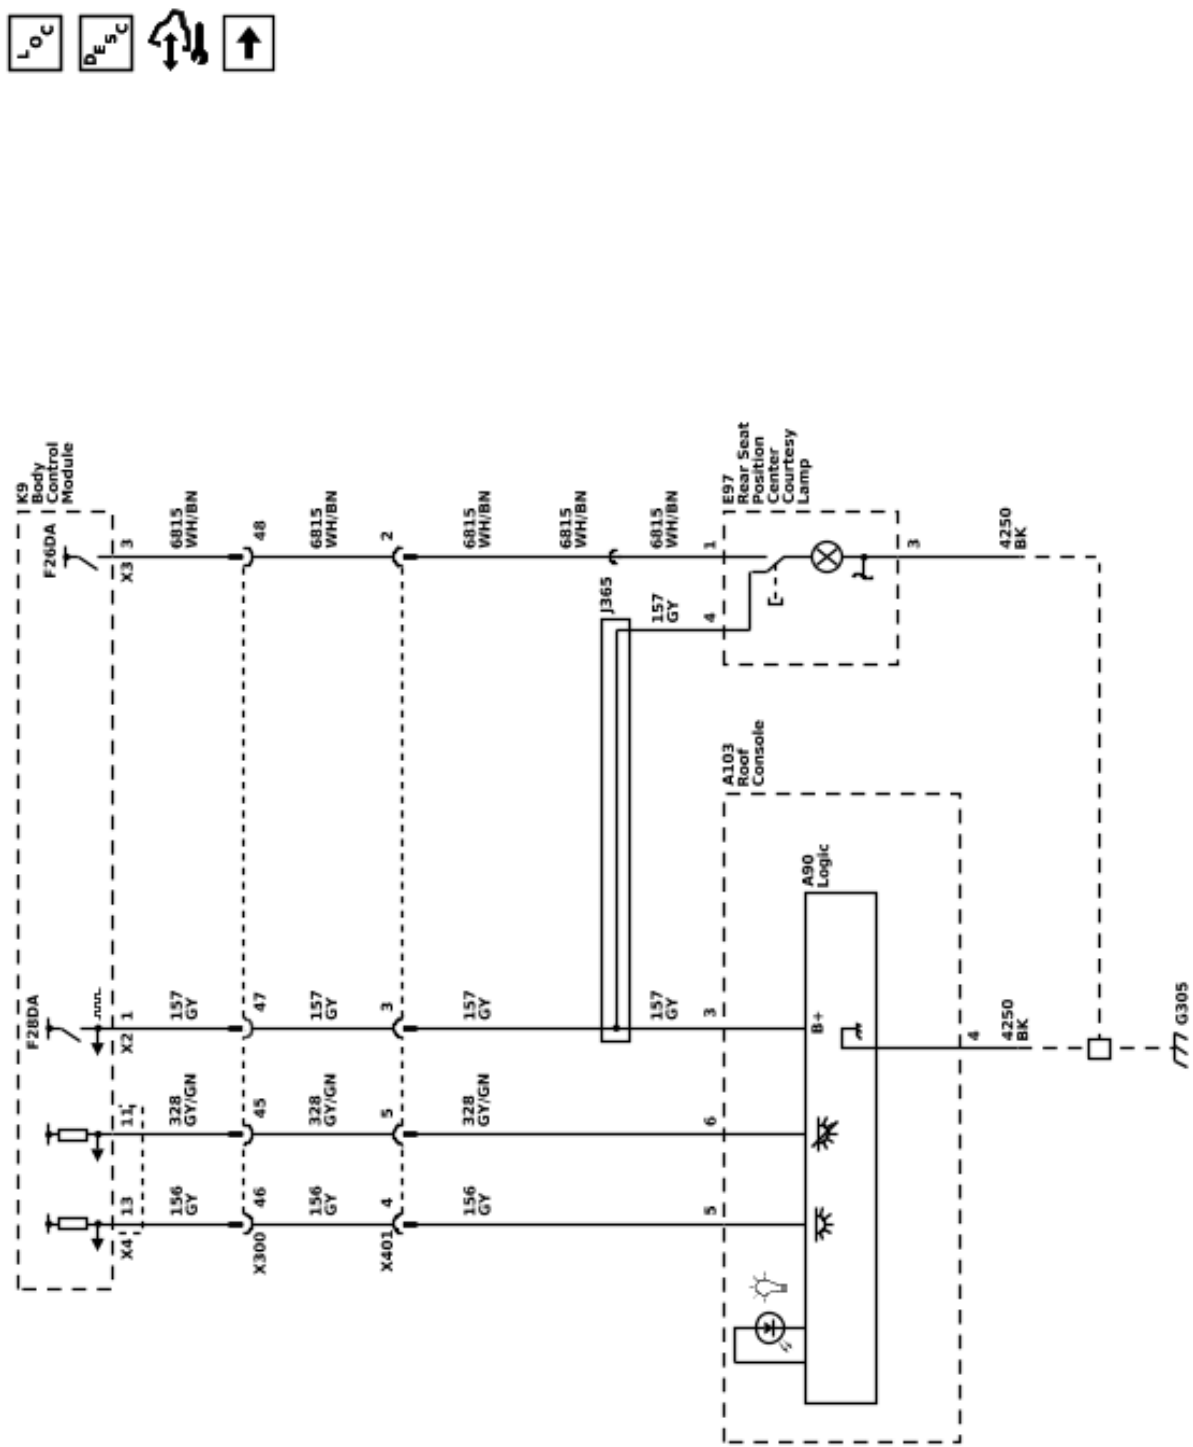 LOC
DESC
K9
Body
Control
Module
F26DA
3
X3
6815
WH/BN
48
6815
WH/BN
2
6815
WH/BN
6815
WH/BN
6815
WH/BN
1
E97
Rear Seat
Position
Center
Courtesy
Lamp
3
4250
BK
J365
157
GY
4
A103
Roof
Console
A90
Logic
F28DA
1
X2
157
GY
47
157
GY
3
157
GY
157
GY
3
B+
4
4250
BK
G305
11
328
GY/GN
45
328
GY/GN
5
328
GY/GN
6
13
X4
156
GY
46
X300
156
GY
4
X401
156
GY
5